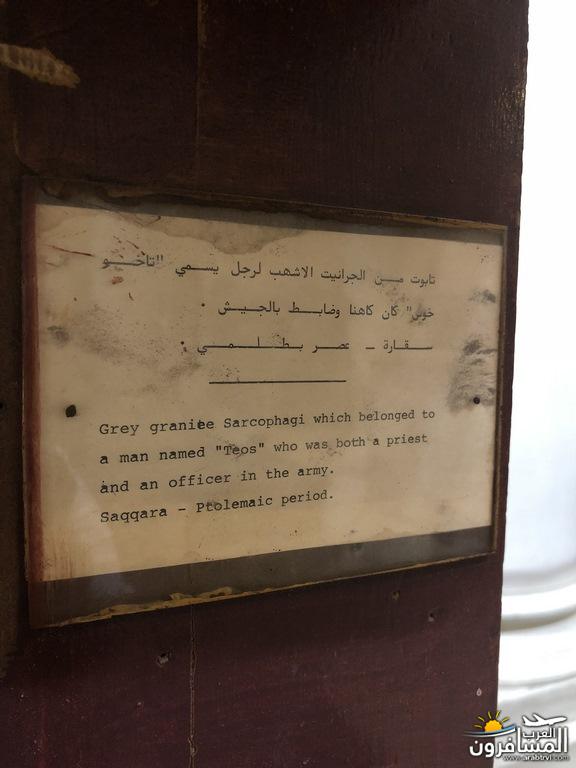 تابوت من الجرانيت الاشهب لرجل يسمي "تاخو
خوس" كان كاهنا وضابط بالجيش .
سقارة - عصر بطلمي .
Grey granitee Sarcophagi which belonged to
a man named "Teos" who was both a priest
and an officer in the army.
Saqqara - Ptolemaic period.
العرب
المسافرون
www.arabtrvl.com